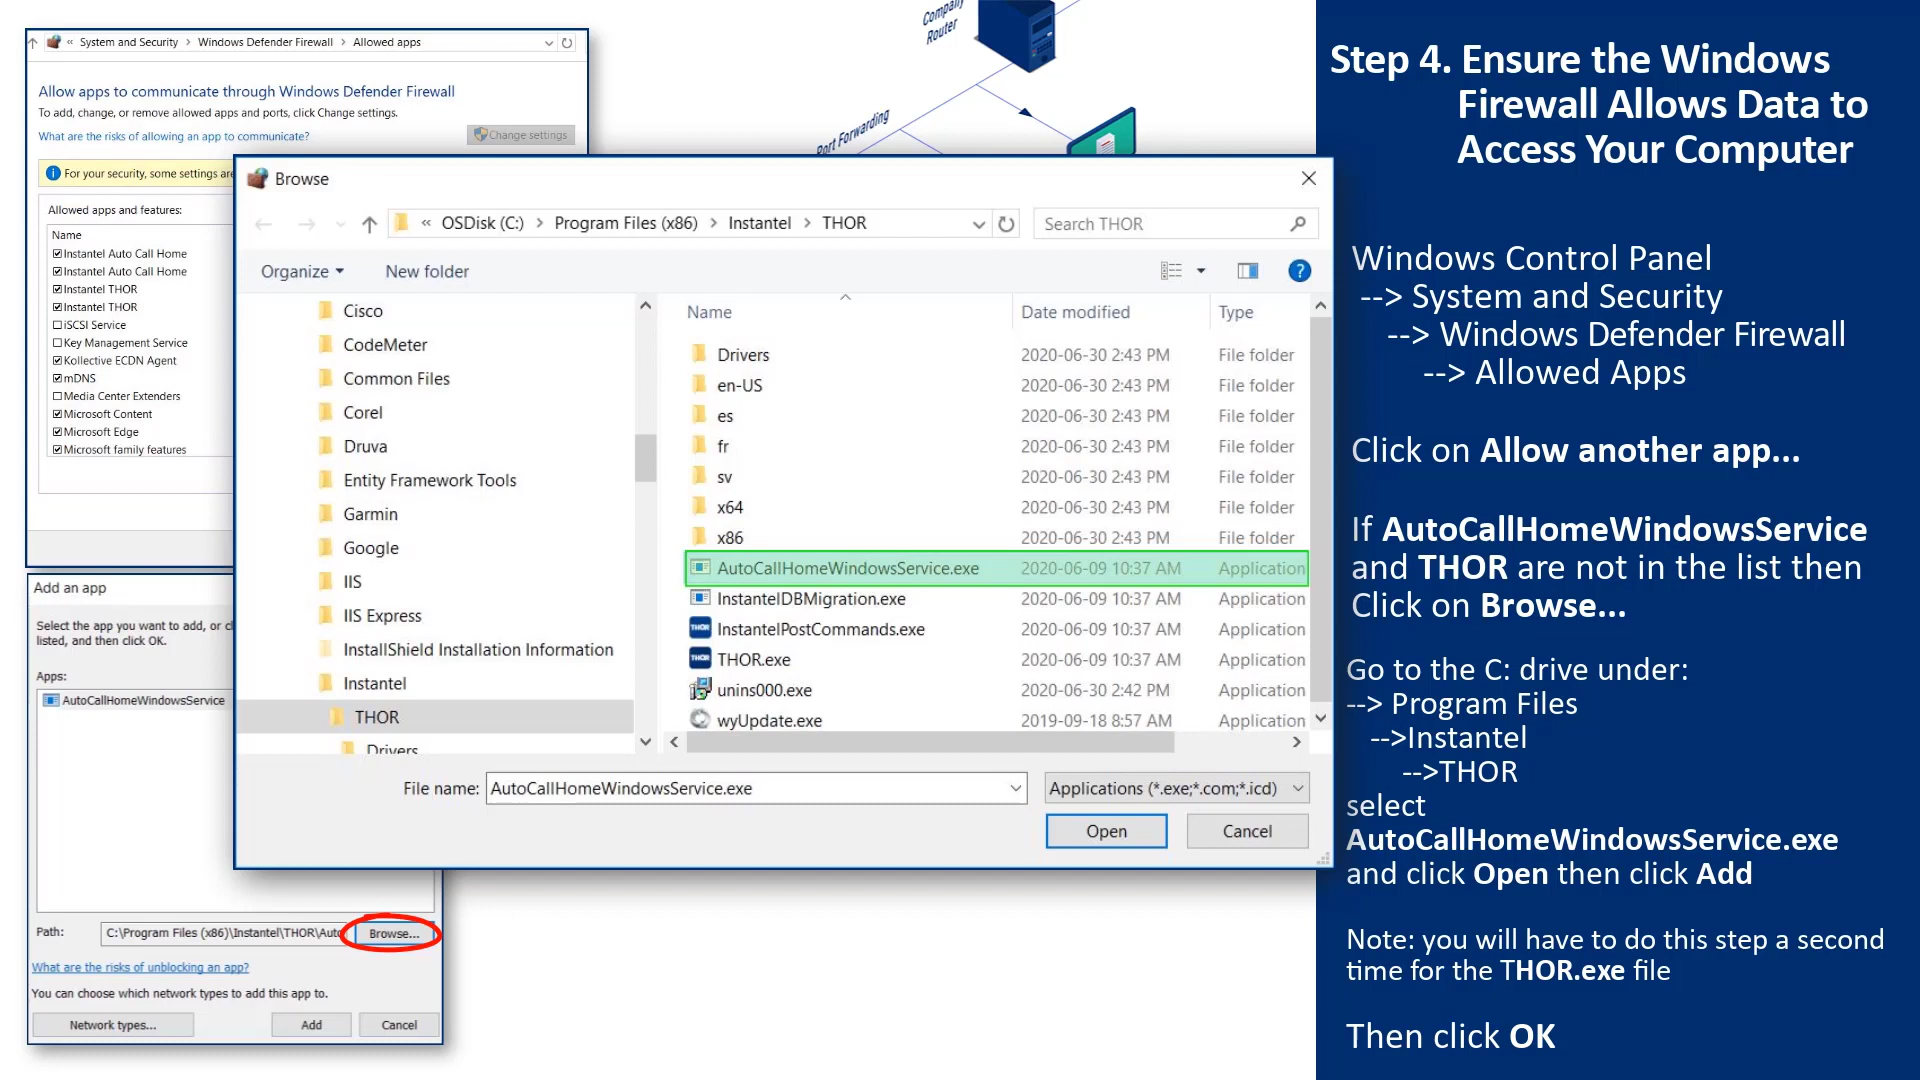 System and Security > Windows Defender Firewall > Allowed apps
Allow apps to communicate through Windows Defender Firewall
To add, change, or remove allowed apps and ports, click Change settings.
What are the risks of allowing an app to communicate?
Change settings
For your security, some settings are
Allowed apps and features:
Name
Instantel Auto Call Home
Instantel Auto Call Home
Instantel THOR
Instantel THOR
iSCSI Service
Key Management Service
Kollective ECDN Agent
mDNS
Media Center Extenders
Microsoft Content
Microsoft Edge
Microsoft family features
Company
Router
Port Forwarding
Browse
« OSDisk (C:) > Program Files (x86) > Instantel > THOR
Search THOR
Organize
New folder
Cisco
CodeMeter
Common Files
Corel
Druva
Entity Framework Tools
Garmin
Google
IIS
IIS Express
InstallShield Installation Information
Instantel
THOR
Drivers
Name Date modified Type
Drivers 2020-06-30 2:43 PM File folder
en-US 2020-06-30 2:43 PM File folder
es 2020-06-30 2:43 PM File folder
fr 2020-06-30 2:43 PM File folder
sv 2020-06-30 2:43 PM File folder
x64 2020-06-30 2:43 PM File folder
x86 2020-06-30 2:43 PM File folder
AutoCallHomeWindowsService.exe 2020-06-09 10:37 AM Application
InstantelDBMigration.exe 2020-06-09 10:37 AM Application
InstantelPostCommands.exe 2020-06-09 10:37 AM Application
THOR.exe 2020-06-09 10:37 AM Application
unins000.exe 2020-06-30 2:42 PM Application
wyUpdate.exe 2019-09-18 8:57 AM Application
File name: AutoCallHomeWindowsService.exe
Applications (*.exe;*.com;*.icd)
Open
Cancel
Add an app
Select the app you want to add, or cl
listed, and then click OK.
Apps:
AutoCallHomeWindowsService
Path: C:\Program Files (x86)\Instantel\THOR\Auto
Browse...
What are the risks of unblocking an app?
You can choose which network types to add this app to.
Network types...
Add
Cancel
Step 4. Ensure the Windows
Firewall Allows Data to
Access Your Computer
Windows Control Panel
--> System and Security
--> Windows Defender Firewall
--> Allowed Apps
Click on Allow another app...
If AutoCallHomeWindowsService
and THOR are not in the list then
Click on Browse...
Go to the C: drive under:
--> Program Files
-->Instantel
-->THOR
select
AutoCallHomeWindowsService.exe
and click Open then click Add
Note: you will have to do this step a second
time for the THOR.exe file
Then click OK